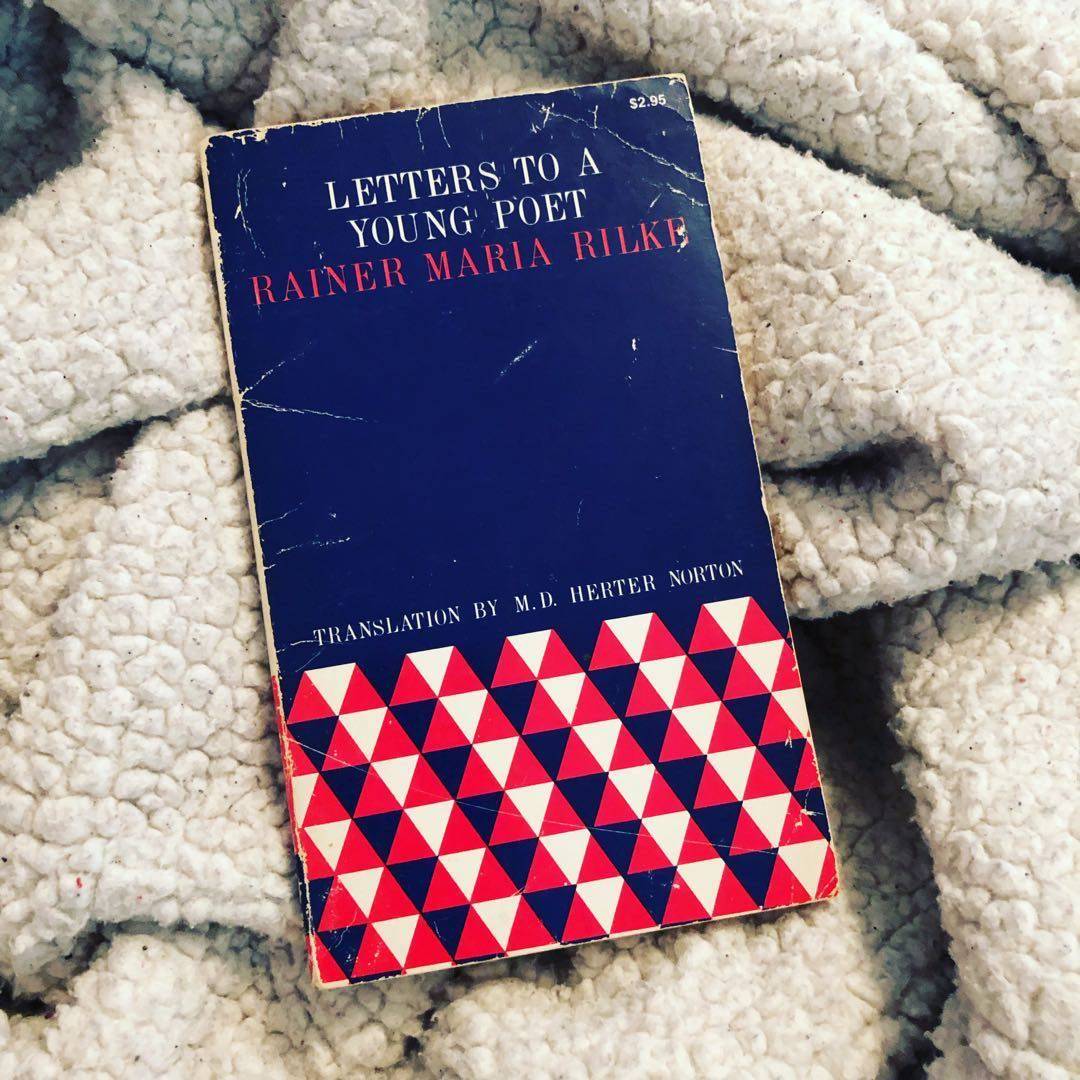 $2.95
LETTERS TO A
YOUNG POET
RAINER MARIA RILKE
TRANSLATION BY M.D. HERTER NORTON